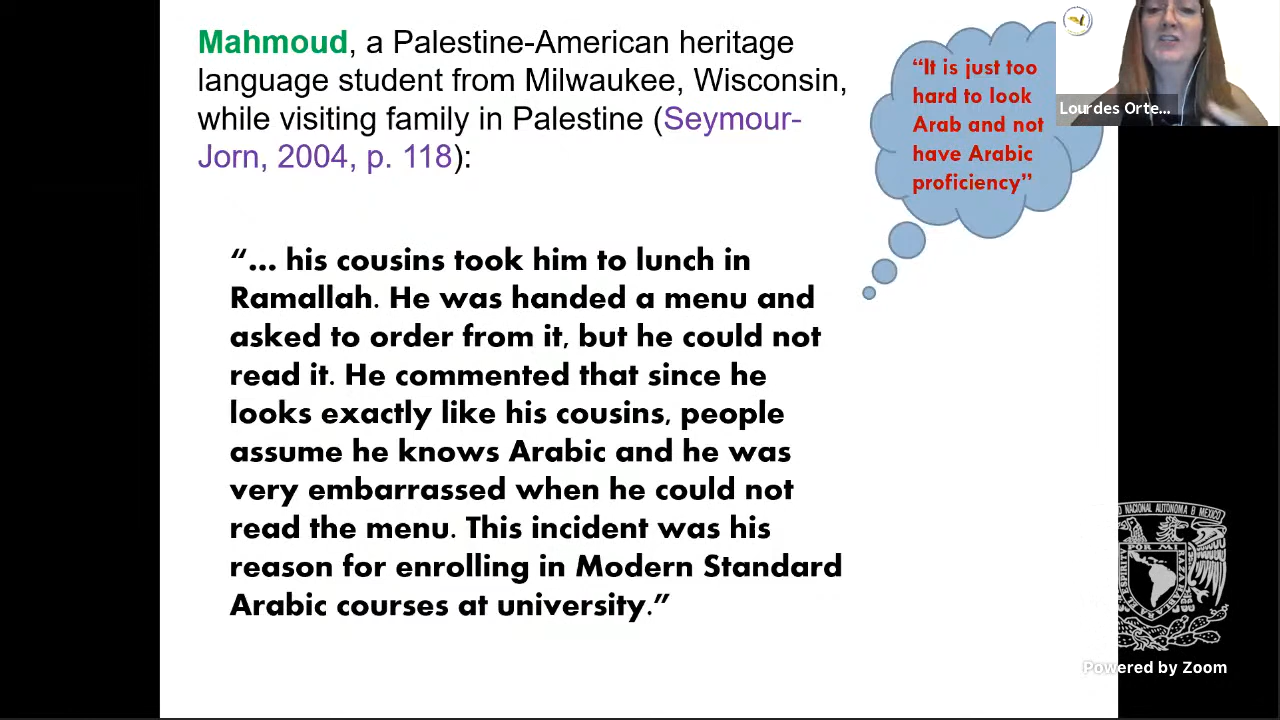 Mahmoud, a Palestine-American heritage
language student from Milwaukee, Wisconsin,
while visiting family in Palestine (Seymour-
Jorn, 2004, p. 118):
“It is just too
hard to look
Arab and not
have Arabic
proficiency”
Lourdes Orte...
“... his cousins took him to lunch in
Ramallah. He was handed a menu and
asked to order from it, but he could not
read it. He commented that since he
looks exactly like his cousins, people
assume he knows Arabic and he was
very embarrassed when he could not
read the menu. This incident was his
reason for enrolling in Modern Standard
Arabic courses at university.”
NACIONAL AUTONOMA
POR MI RAZA
Powered by Zoom